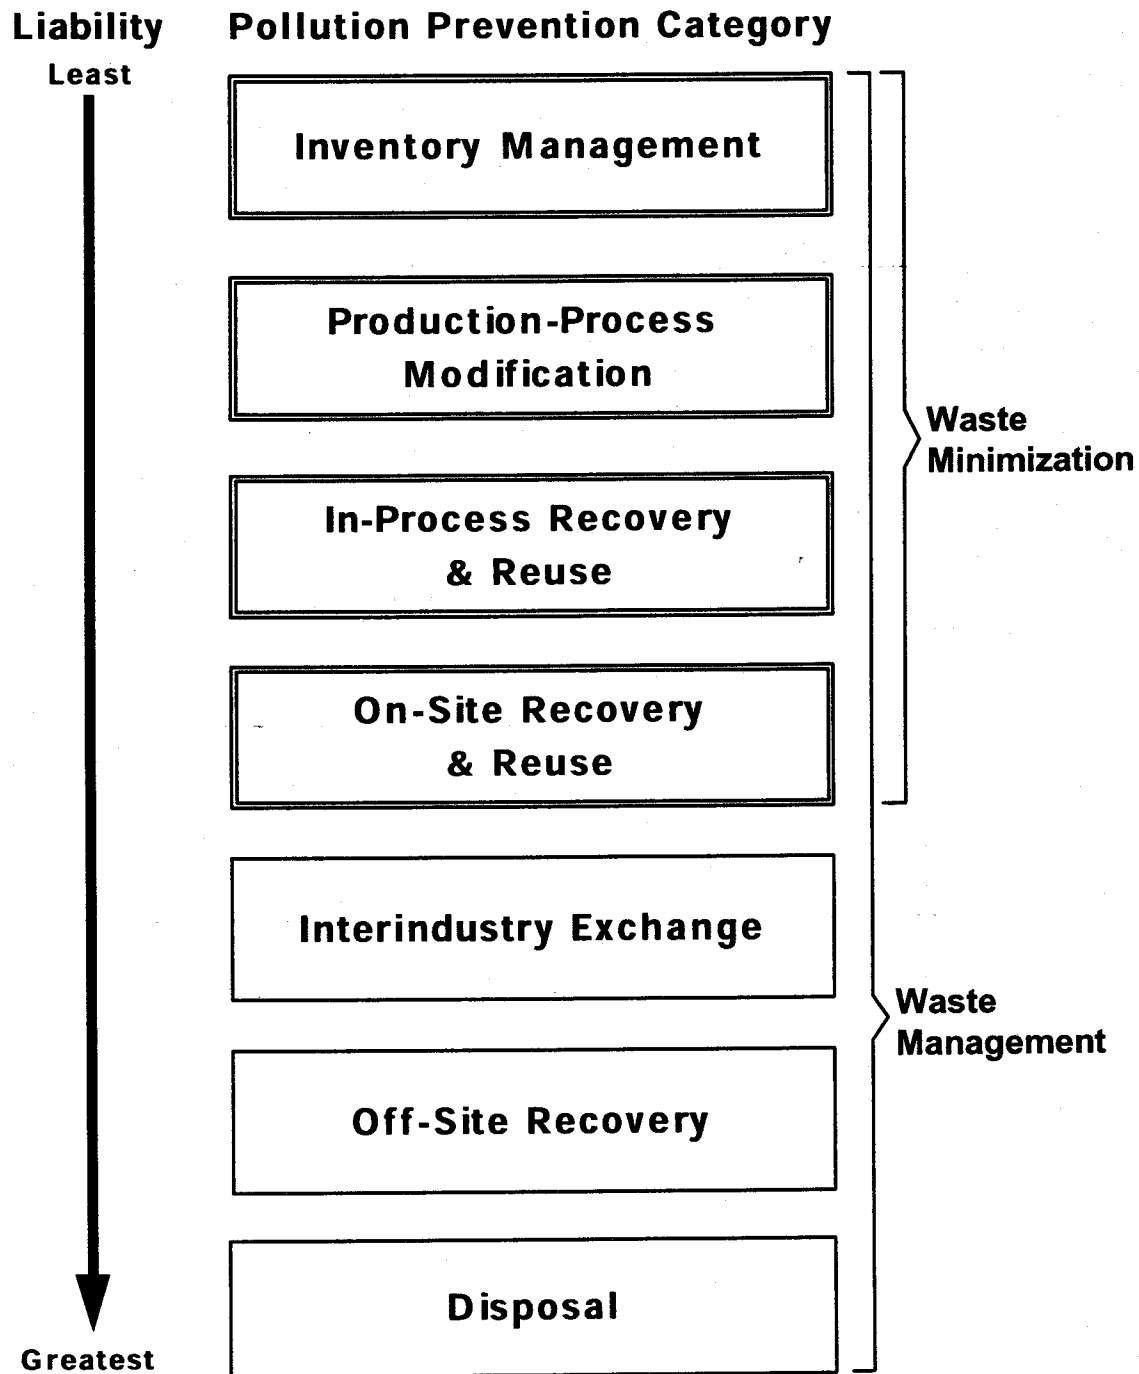 Liability
Pollution Prevention Category
Least
Inventory Management
Production-Process
Modification
Waste
Minimization
In-Process Recovery
& Reuse
On-Site Recovery
& Reuse
Interindustry Exchange
Waste
Management
Off-Site Recovery
Disposal
Greatest